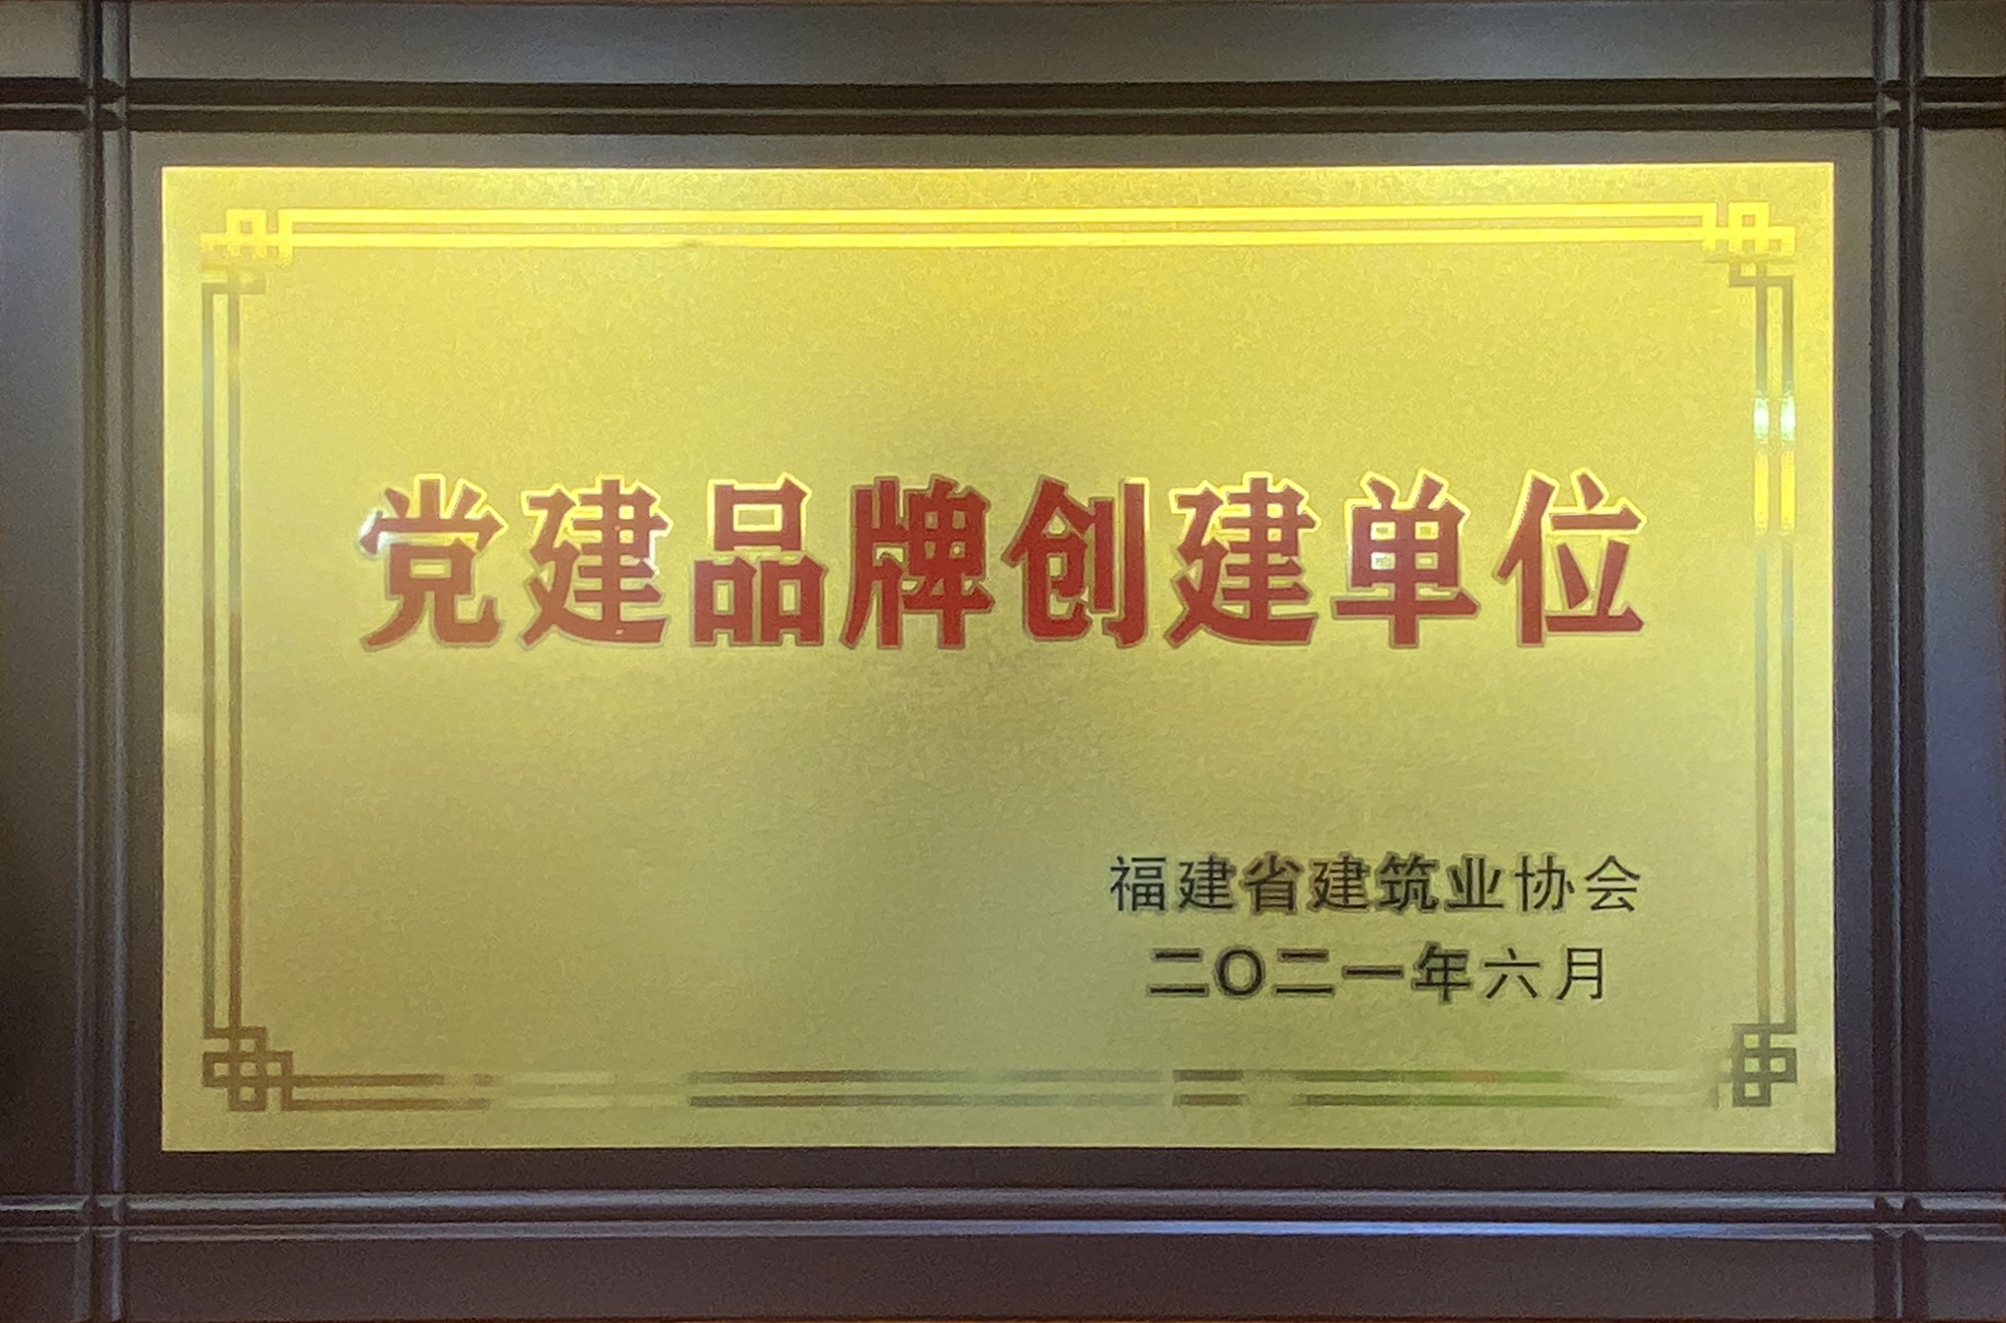 党建品牌创建单位
福建省建筑业协会
二〇二一年六月